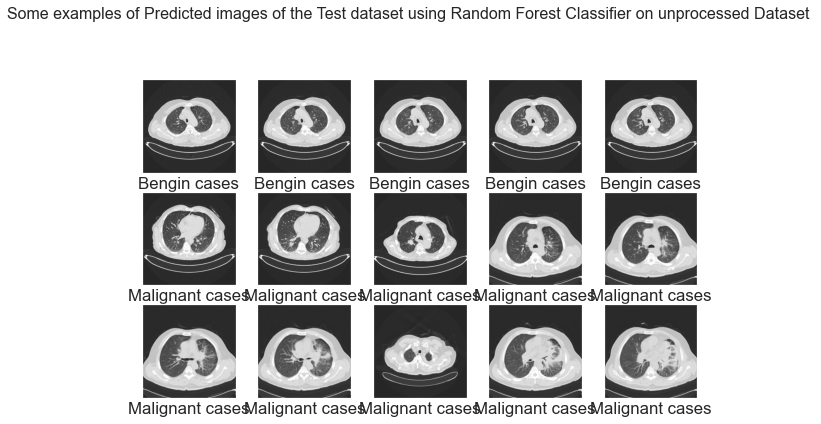 Some examples of Predicted images of the Test dataset using Random Forest Classifier on unprocessed Dataset
Bengin cases Bengin cases Bengin cases Bengin cases Bengin cases
Malignant cases Malignant cases Malignant cases Malignant cases Malignant cases
Malignant cases Malignant cases Malignant cases Malignant cases Malignant cases